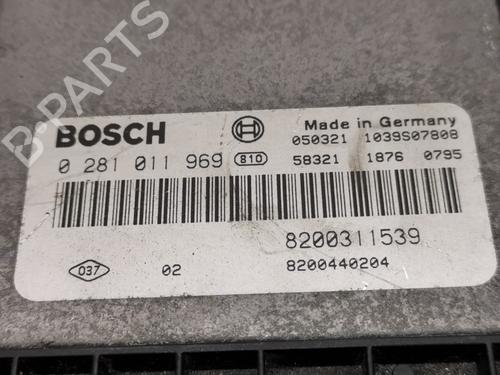 B-PARTS
BOSCH
Made in Germany
050321 1039S07808
0 281 011 969 810
58321 1876 0795
8200311539
037 02 8200440204